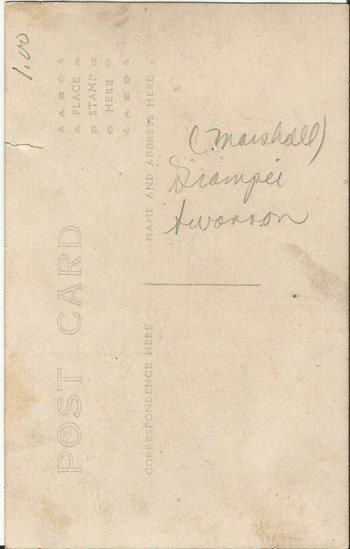 1.00
PLACE
STAMP
HERE
(Marshall)
NAME AND ADDRESS HERE
POST CARD
CORRESPONDENCE HERE